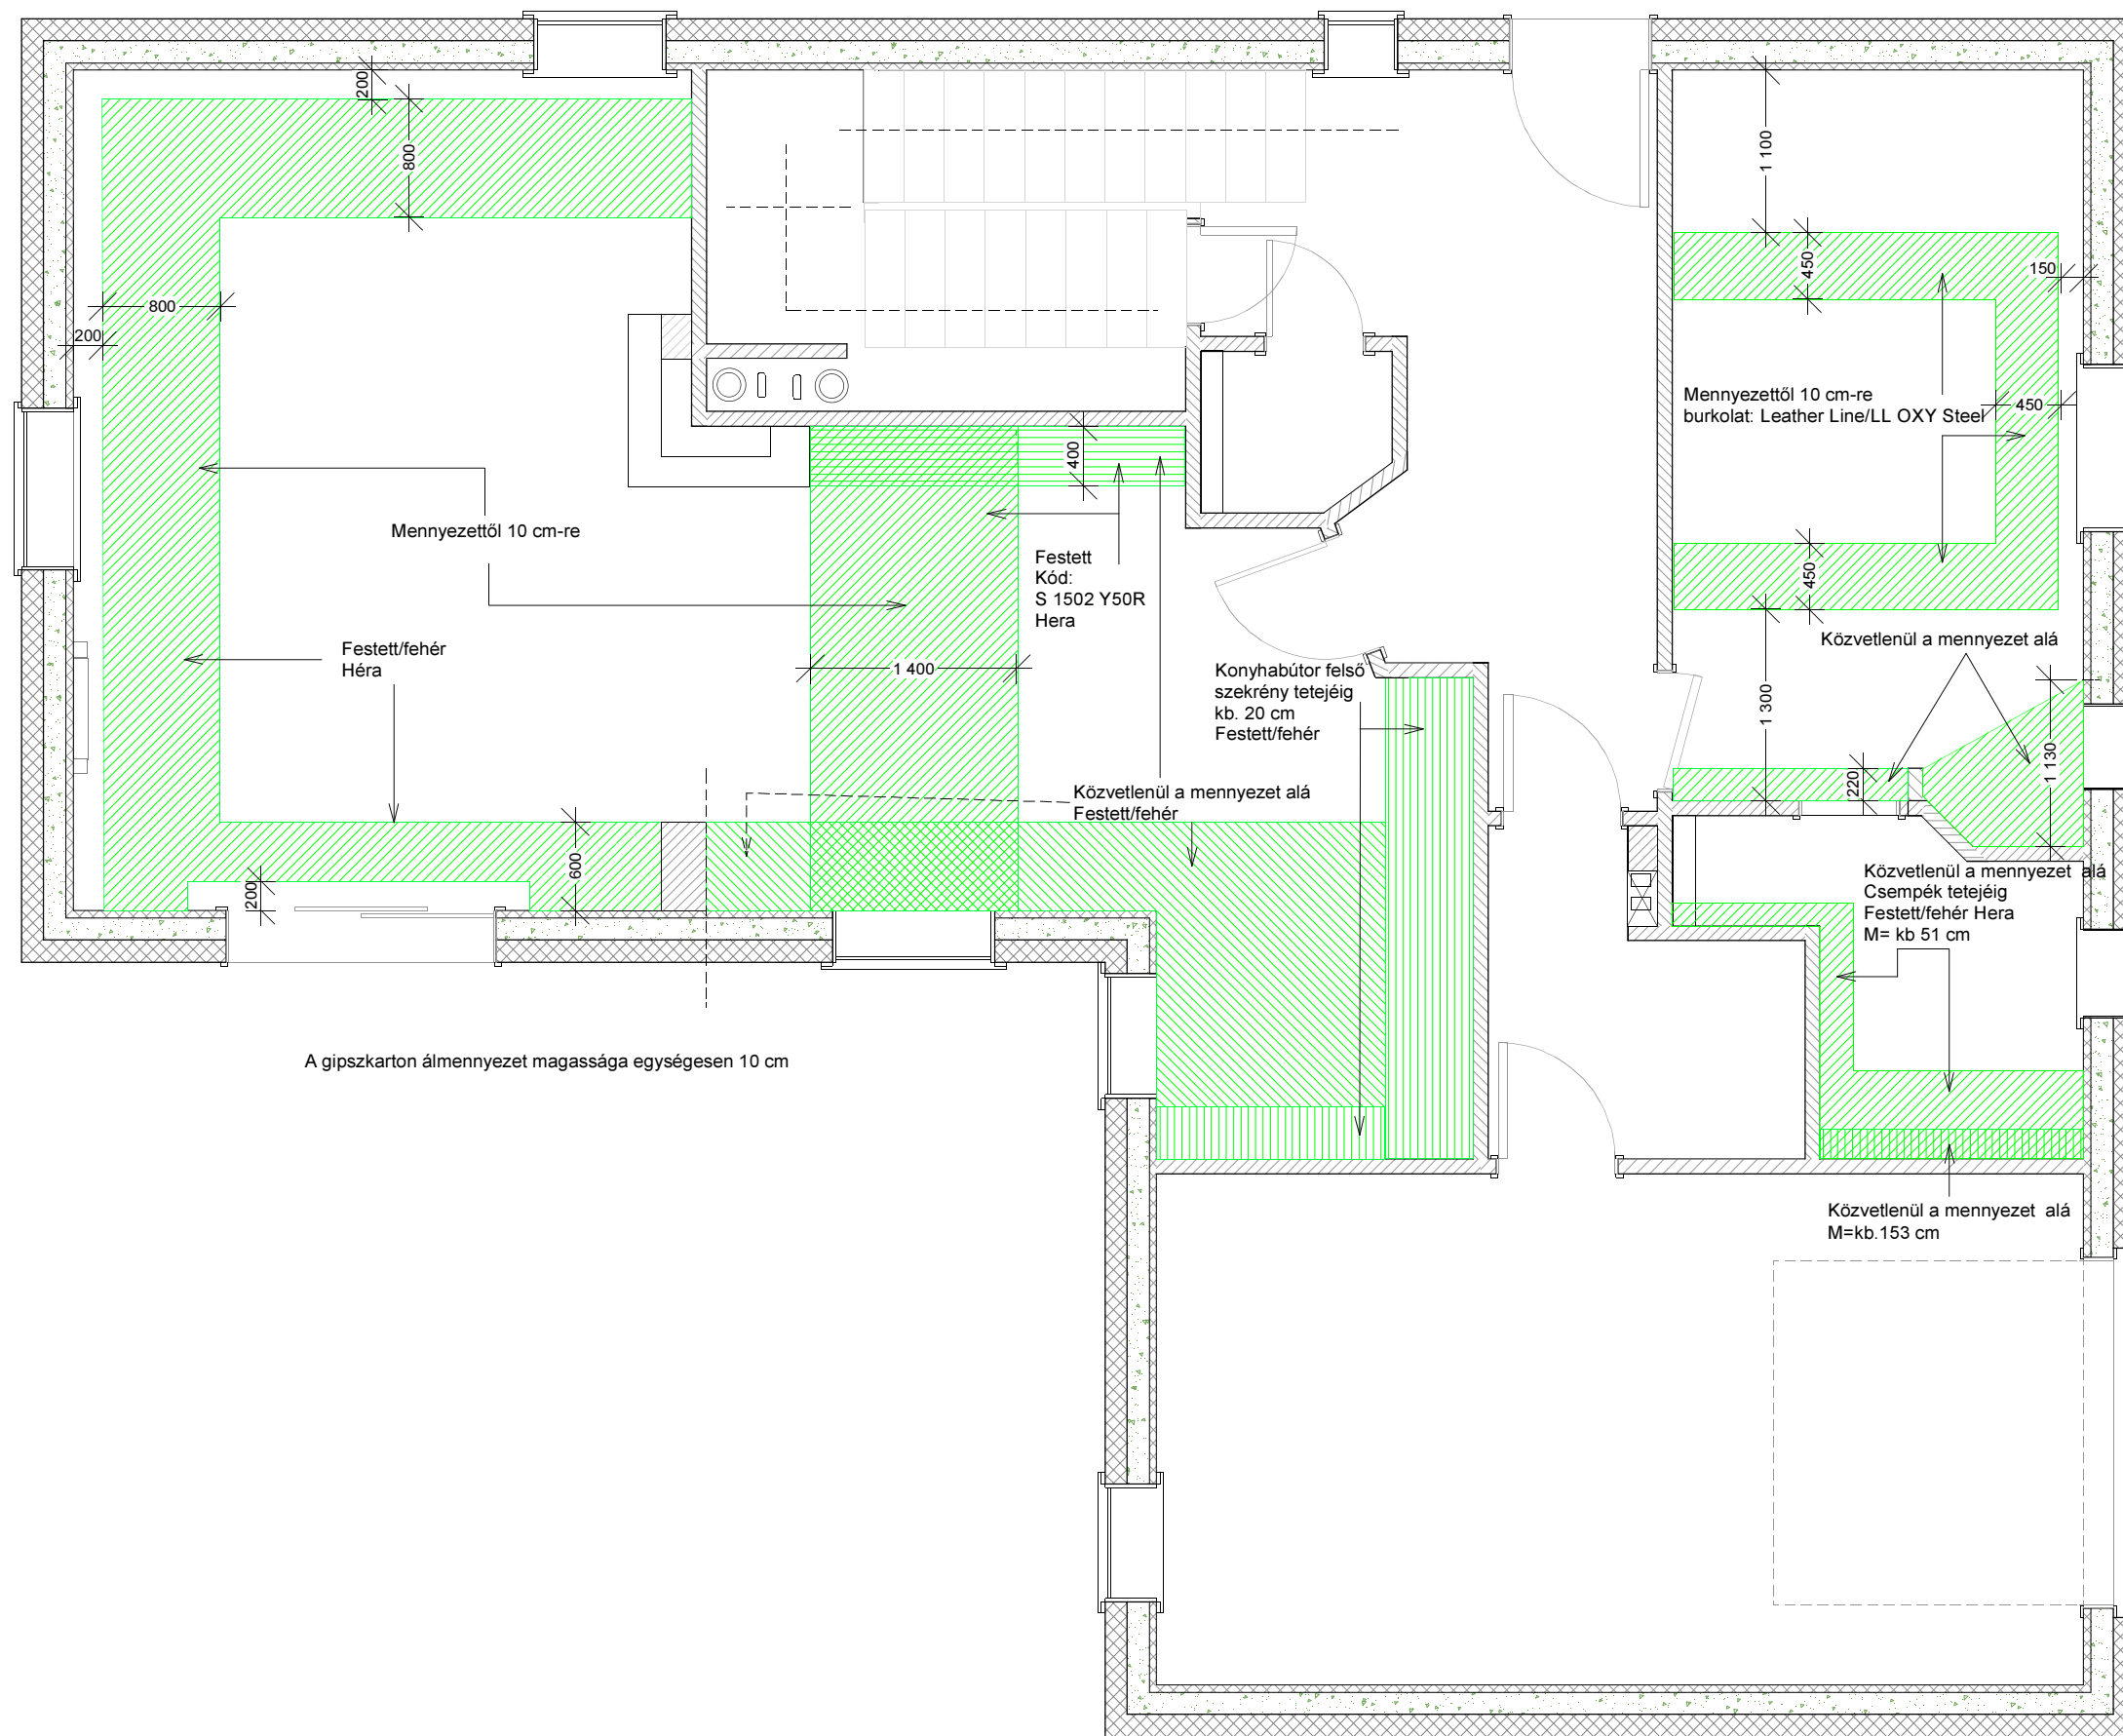 200
800
1 100
450
150
800
200
Mennyezettől 10 cm-re
burkolat: Leather Line/LL OXY Steel
450
400
Mennyezettől 10 cm-re
Festett
Kód:
S 1502 Y50R
Hera
450
Festett/fehér
Héra
1 400
Konyhabútor felső
szekrény tetejéig
kb. 20 cm
Festett/fehér
Közvetlenül a mennyezet alá
1 300
1 130
220
Közvetlenül a mennyezet alá
Festett/fehér
600
200
Közvetlenül a mennyezet alá
Csempék tetejéig
Festett/fehér Hera
M= kb 51 cm
A gipszkarton álmennyezet magassága egységesen 10 cm
Közvetlenül a mennyezet alá
M=kb.153 cm